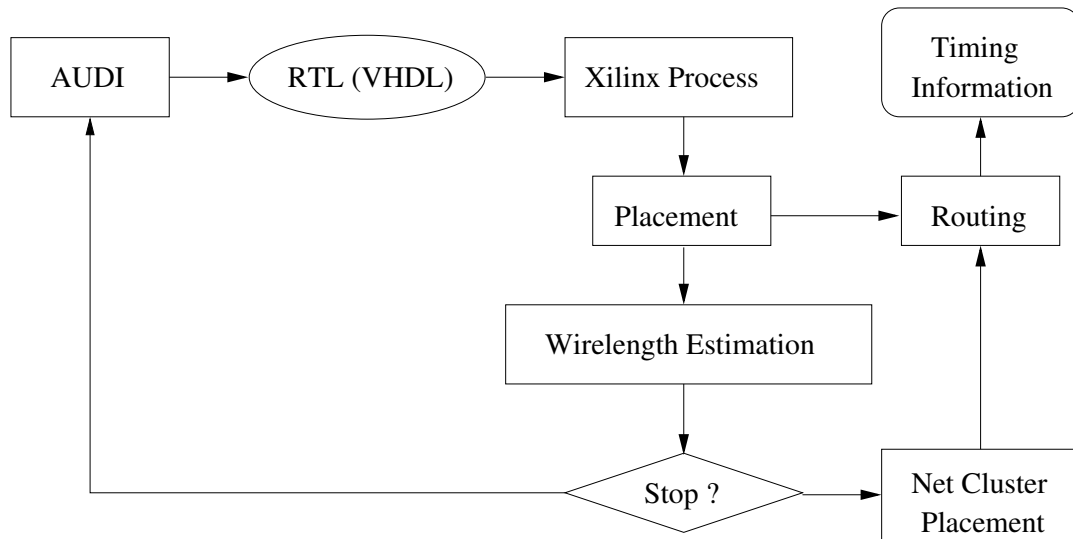 AUDI
RTL (VHDL)
Xilinx Process
Timing
Information
Placement
Routing
Wirelength Estimation
Stop ?
Net Cluster
Placement